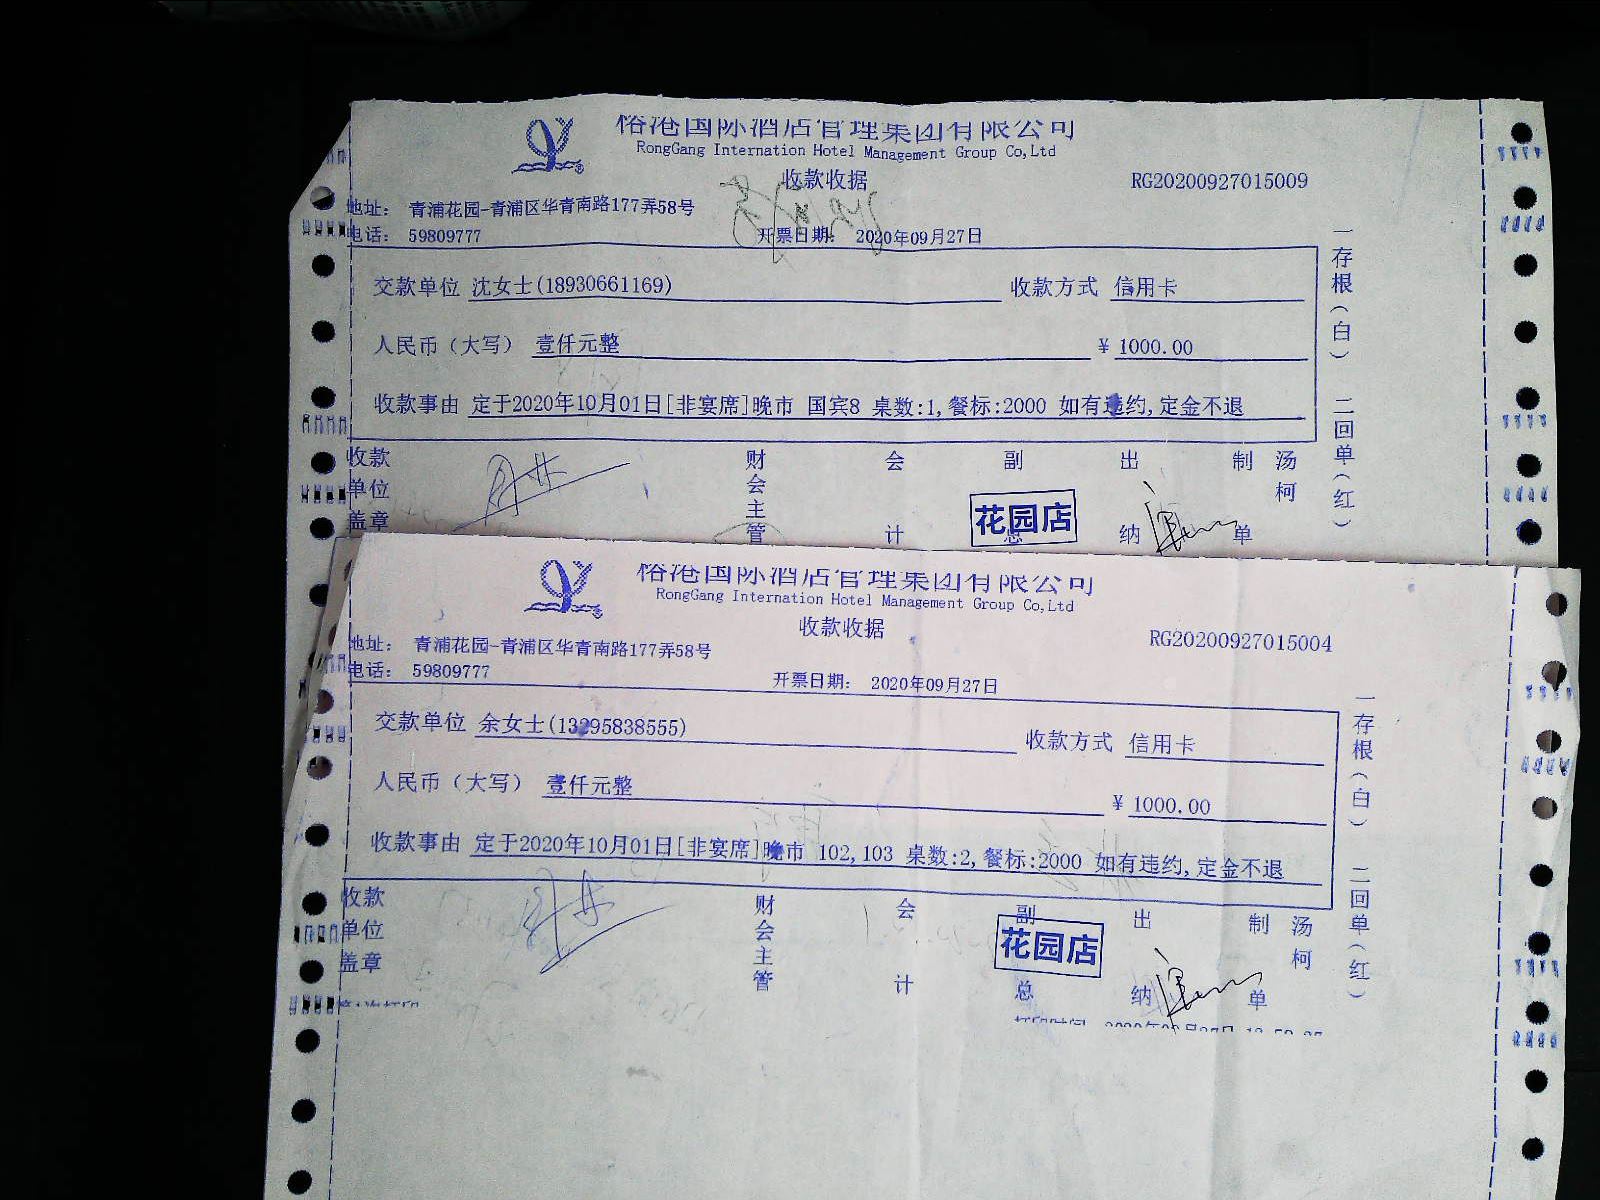 榕港国际酒店管理集团有限公司
RongGang Internation Hotel Management Group Co,Ltd
收款收据
RG20200927015009
地址： 青浦花园-青浦区华青南路177弄58号
电话： 59809777
开票日期： 2020年09月27日
交款单位 沈女士(18930661169) 收款方式 信用卡
人民币（大写） 壹仟元整 ￥ 1000.00
收款事由 定于2020年10月01日[非宴席]晚市 国宾8 桌数:1,餐标:2000 如有违约,定金不退
一存根（白） 二回单（红）
收款单位盖章 财会主管 会计 副总 出纳 制单 汤柯
花园店
榕港国际酒店管理集团有限公司
RongGang Internation Hotel Management Group Co,Ltd
收款收据
RG20200927015004
地址： 青浦花园-青浦区华青南路177弄58号
电话： 59809777
开票日期： 2020年09月27日
交款单位 余女士(13295838555) 收款方式 信用卡
人民币（大写） 壹仟元整 ￥ 1000.00
收款事由 定于2020年10月01日[非宴席]晚市 102,103 桌数:2,餐标:2000 如有违约,定金不退
一存根（白） 二回单（红）
收款单位盖章 财会主管 会计 副总 出纳 制单 汤柯
花园店